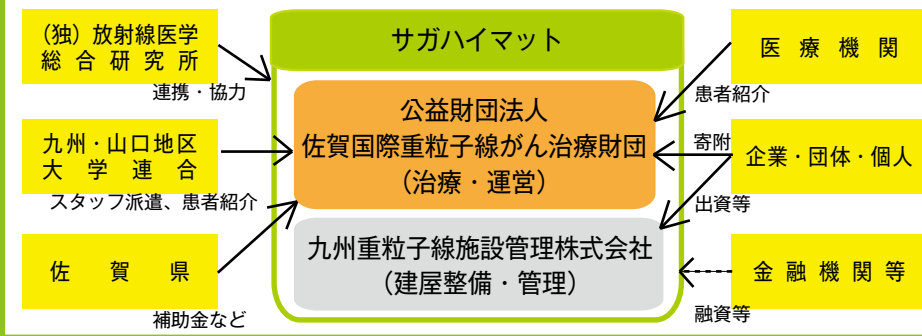 サガハイマット
(独)放射線医学
総合研究所
連携・協力
九州・山口地区
大学連合
スタッフ派遣、患者紹介
佐賀県
補助金など
公益財団法人
佐賀国際重粒子線がん治療財団
(治療・運営)
九州重粒子線施設管理株式会社
(建屋整備・管理)
医療機関
患者紹介
寄附
企業・団体・個人
出資等
金融機関等
融資等